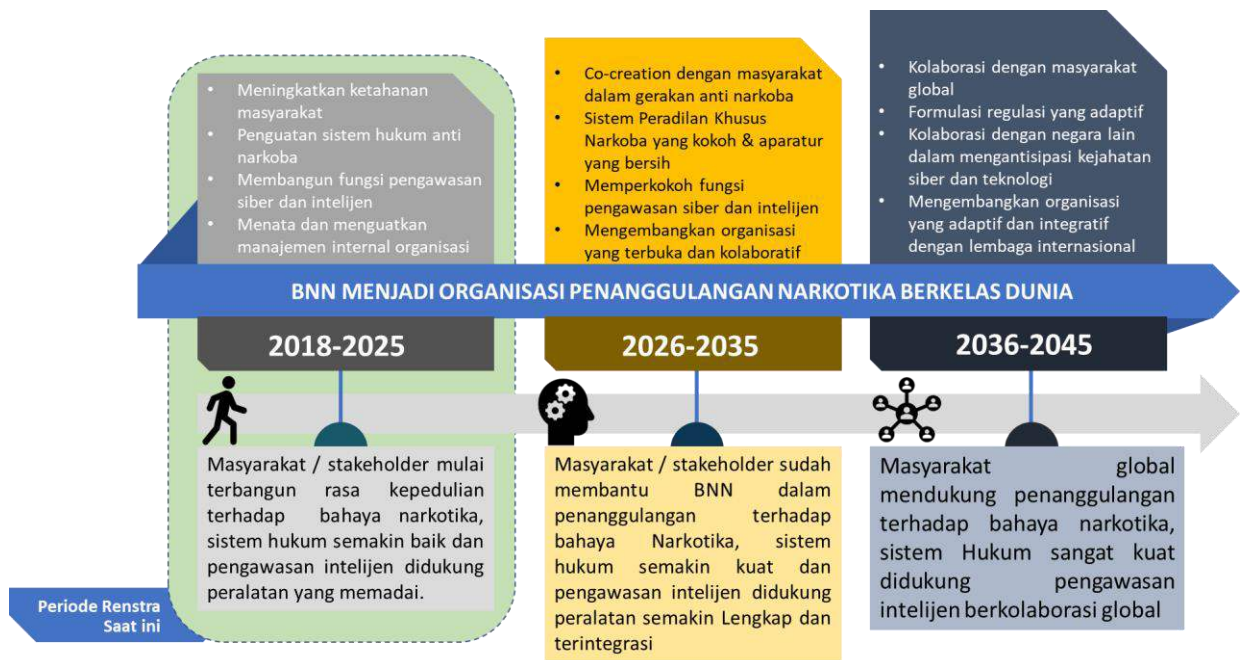 • Meningkatkan ketahanan
masyarakat
• Penguatan sistem hukum anti
narkoba
• Membangun fungsi pengawasan
siber dan intelijen
• Menata dan menguatkan
manajemen internal organisasi
• Co-creation dengan masyarakat
dalam gerakan anti narkoba
• Sistem Peradilan Khusus
Narkoba yang kokoh & aparatur
yang bersih
• Memperkokoh fungsi
pengawasan siber dan intelijen
• Mengembangkan organisasi
yang terbuka dan kolaboratif
• Kolaborasi dengan masyarakat
global
• Formulasi regulasi yang adaptif
• Kolaborasi dengan negara lain
dalam mengantisipasi kejahatan
siber dan teknologi
• Mengembangkan organisasi
yang adaptif dan integratif
dengan lembaga internasional
BNN MENJADI ORGANISASI PENANGGULANGAN NARKOTIKA BERKELAS DUNIA
2018-2025
2026-2035
2036-2045
Masyarakat / stakeholder mulai
terbangun rasa kepedulian
terhadap bahaya narkotika,
sistem hukum semakin baik dan
pengawasan intelijen didukung
peralatan yang memadai.
Masyarakat / stakeholder sudah
membantu BNN dalam
penanggulangan terhadap
bahaya Narkotika, sistem
hukum semakin kuat dan
pengawasan intelijen didukung
peralatan semakin Lengkap dan
terintegrasi
Masyarakat global
mendukung penanggulangan
terhadap bahaya narkotika,
sistem Hukum sangat kuat
didukung pengawasan
intelijen berkolaborasi global
Periode Renstra
Saat ini